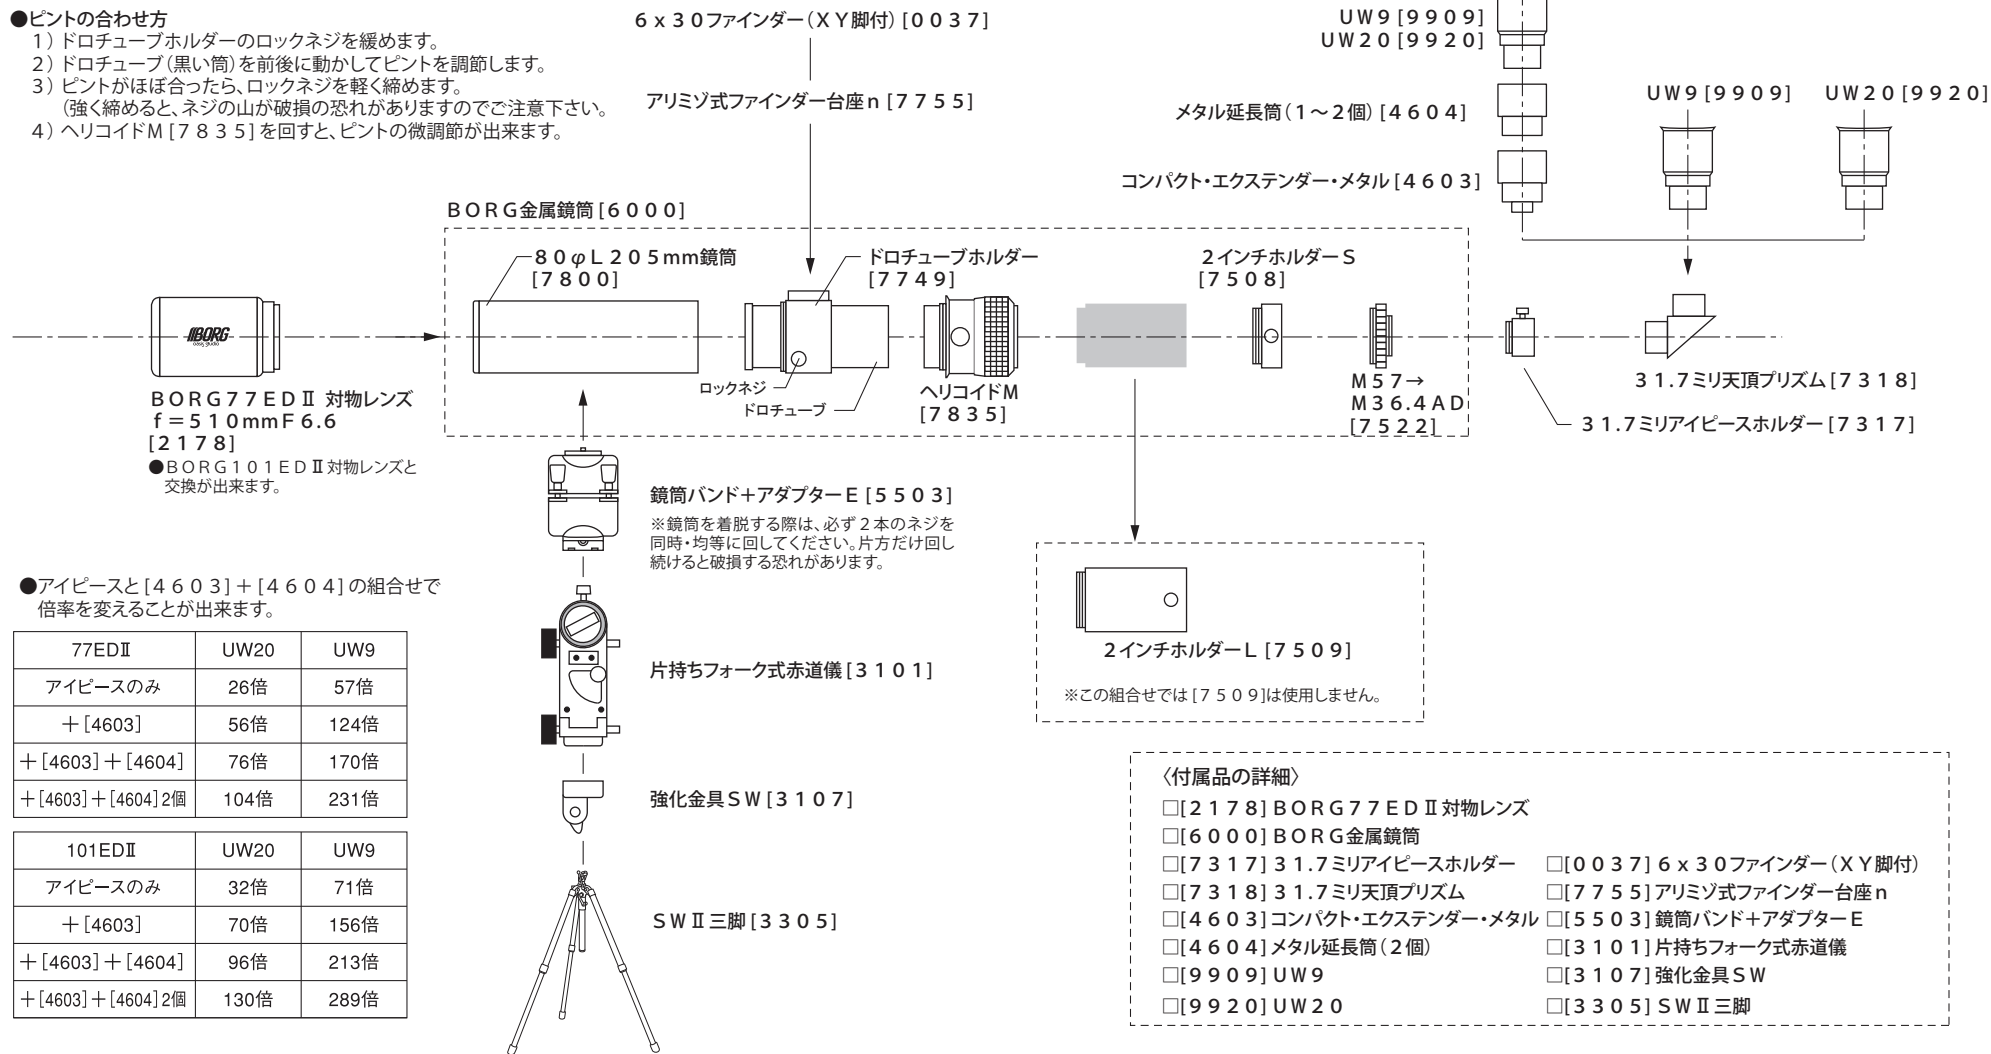 ●ピントの合わせ方
1）ドロチューブホルダーのロックネジを緩めます。
2）ドロチューブ（黒い筒）を前後に動かしてピントを調節します。
3）ピントがほぼ合ったら、ロックネジを軽く締めます。
（強く締めると、ネジの山が破損の恐れがありますのでご注意下さい。
4）ヘリコイドM［7835］を回すと、ピントの微調節が出来ます。
6x30ファインダー（XY脚付）[0037]
アリミゾ式ファインダー台座n [7755]
UW9 [9909]
UW20 [9920]
メタル延長筒（1〜2個）[4604]
コンパクト・エクステンダー・メタル [4603]
UW9 [9909]
UW20 [9920]
BORG金属鏡筒 [6000]
80φL205mm鏡筒
[7800]
ドロチューブホルダー
[7749]
2インチホルダーS
[7508]
BORG
ロックネジ
ドロチューブ
ヘリコイドM
[7835]
M57→
M36.4AD
[7522]
31.7ミリ天頂プリズム [7318]
31.7ミリアイピースホルダー [7317]
BORG77EDⅡ 対物レンズ
f＝510mmF6.6
[2178]
●BORG101EDⅡ対物レンズと
交換が出来ます。
鏡筒バンド＋アダプターE [5503]
※鏡筒を着脱する際は、必ず2本のネジを
同時・均等に回してください。片方だけ回し
続けると破損する恐れがあります。
2インチホルダーL [7509]
※この組合せでは [7509]は使用しません。
片持ちフォーク式赤道儀 [3101]
強化金具SW [3107]
SWⅡ三脚 [3305]
●アイピースと [4603]＋[4604] の組合せで
倍率を変えることが出来ます。
77EDⅡ UW20 UW9
アイピースのみ 26倍 57倍
＋[4603] 56倍 124倍
＋[4603]＋[4604] 76倍 170倍
＋[4603]＋[4604]2個 104倍 231倍
101EDⅡ UW20 UW9
アイピースのみ 32倍 71倍
＋[4603] 70倍 156倍
＋[4603]＋[4604] 96倍 213倍
＋[4603]＋[4604]2個 130倍 289倍
〈付属品の詳細〉
□[2178]BORG77EDⅡ対物レンズ
□[6000]BORG金属鏡筒
□[7317]31.7ミリアイピースホルダー
□[7318]31.7ミリ天頂プリズム
□[4603]コンパクト・エクステンダー・メタル
□[4604]メタル延長筒（2個）
□[9909]UW9
□[9920]UW20
□[0037]6x30ファインダー（XY脚付）
□[7755]アリミゾ式ファインダー台座n
□[5503]鏡筒バンド＋アダプターE
□[3101]片持ちフォーク式赤道儀
□[3107]強化金具SW
□[3305]SWⅡ三脚